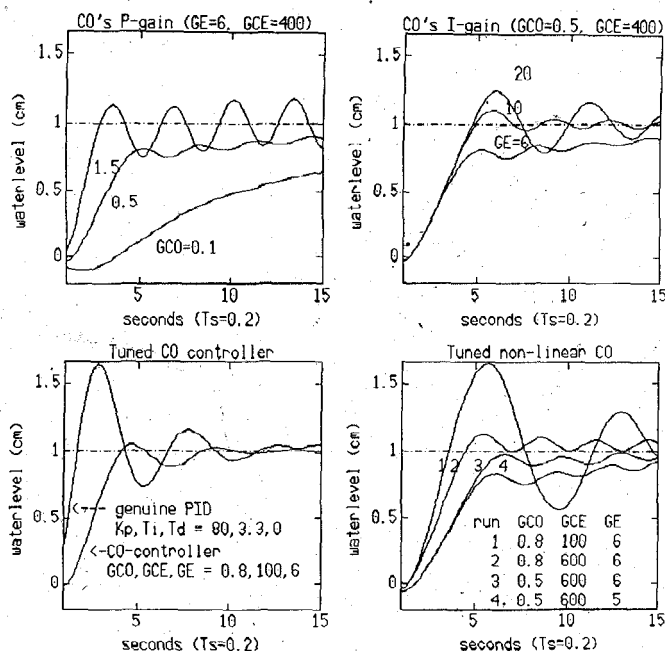 CO's P-gain (GE=6, GCE=400)
1.5
1
0.5
0
waterlevel (cm)
1.5
0.5
GCO=0.1
5
10
15
seconds (Ts=0.2)
CO's I-gain (GCO=0.5, GCE=400)
1.5
1
0.5
0
waterlevel (cm)
20
10
GE=6
5
10
15
seconds (Ts=0.2)
Tuned CO controller
1.5
1
0.5
0
waterlevel (cm)
<--- genuine PID
Kp,Ti,Td = 80,3.3,0
<-CO-controller
GCO,GCE,GE = 0.8,100,6
5
10
15
seconds (Ts=0.2)
Tuned non-linear CO
1.5
1
0.5
0
waterlevel (cm)
1 2 3 4
run GCO GCE GE
1 0.8 100 6
2 0.8 600 6
3 0.5 600 6
4 0.5 600 5
5
10
15
seconds (Ts=0.2)